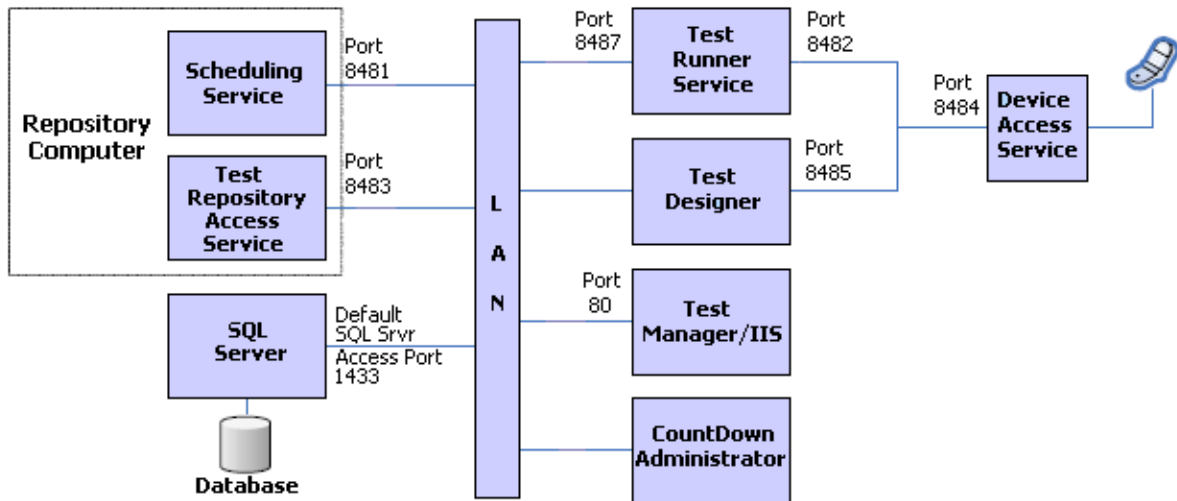 Repository
Computer
Scheduling
Service
Port
8481
Test
Repository
Access
Service
Port
8483
SQL
Server
Default
SQL Srvr
Access Port
1433
Database
L
A
N
Port
8487
Test
Runner
Service
Port
8482
Test
Designer
Port
8485
Port
8484
Device
Access
Service
Port
80
Test
Manager/IIS
CountDown
Administrator